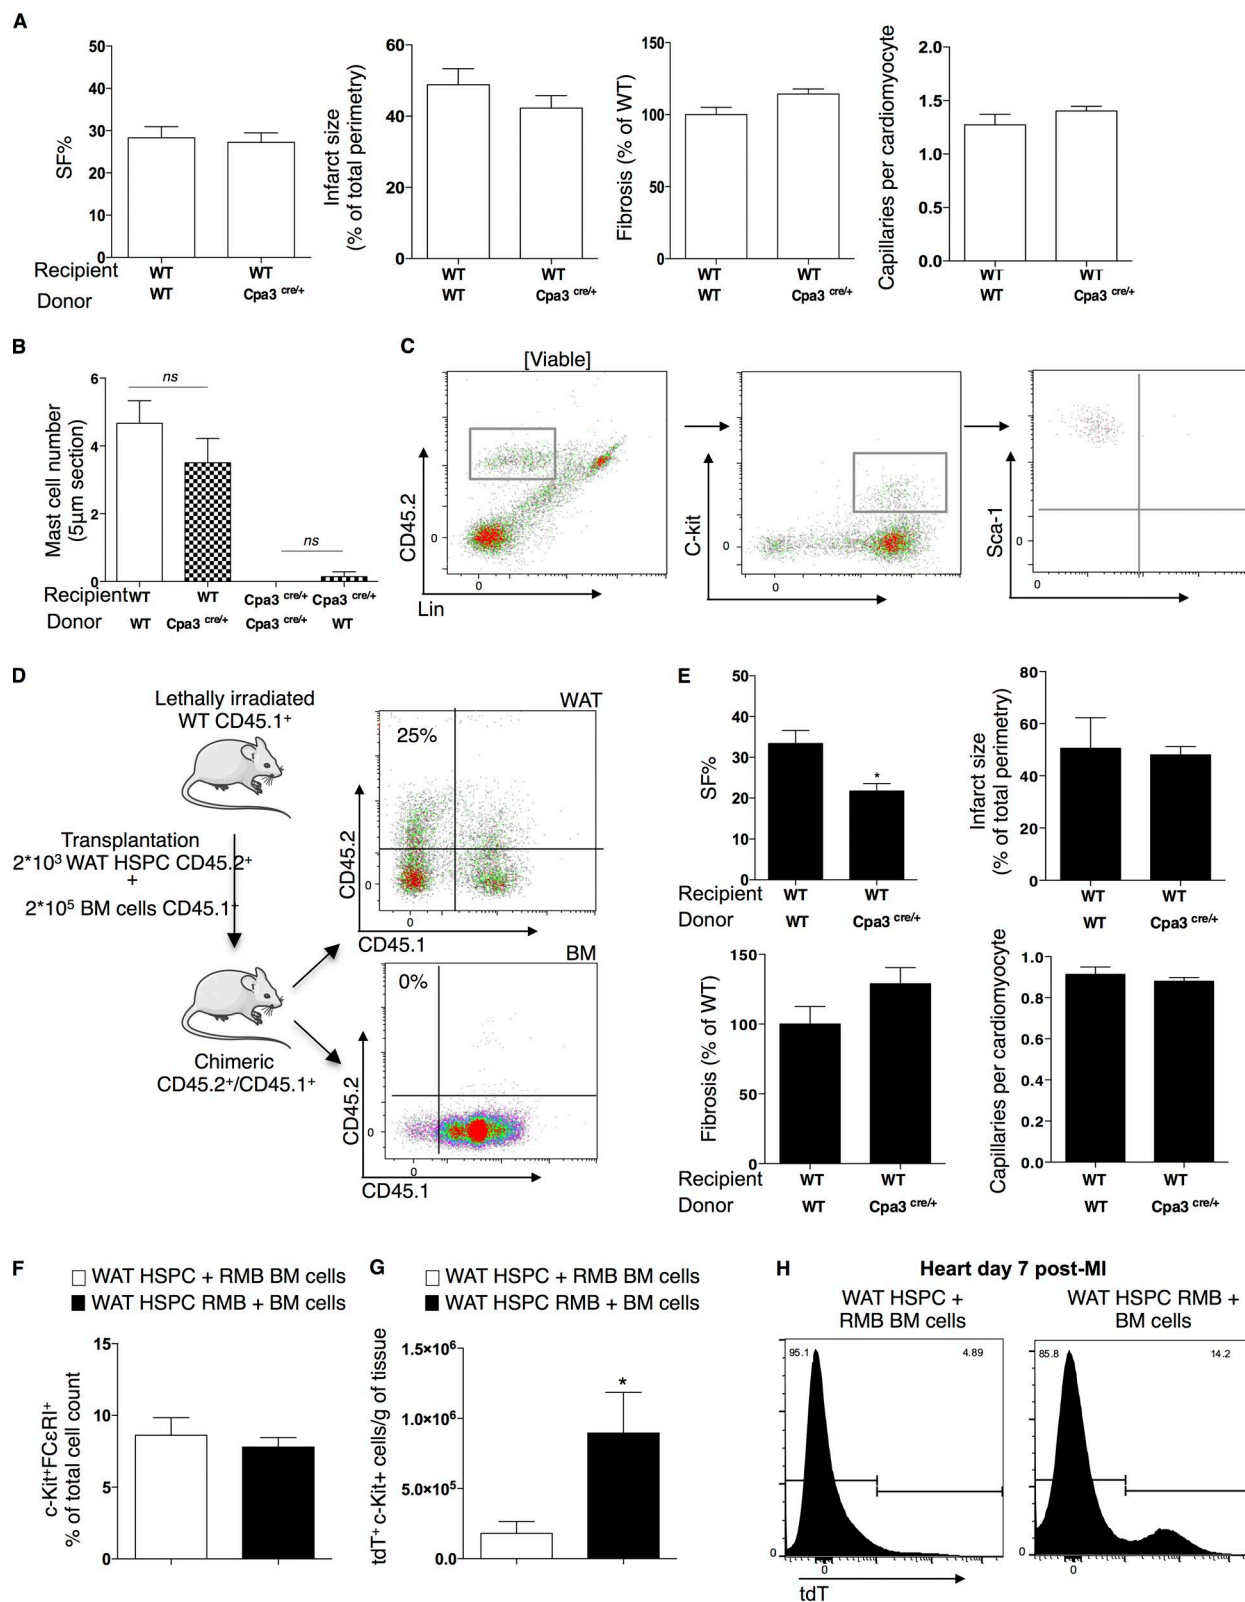 A
50
40
30
20
10
0
SF%
Recipient
Donor
WT
WT
WT
Cpa3 cre/+
60
40
20
0
Infarct size
(% of total perimetry)
WT
WT
WT
Cpa3 cre/+
150
100
50
0
Fibrosis (% of WT)
WT
WT
WT
Cpa3 cre/+
2.0
1.5
1.0
0.5
0.0
Capillaries per cardiomyocyte
WT
WT
WT
Cpa3 cre/+
B
6
4
2
0
Mast cell number
(5µm section)
ns
ns
Recipient WT WT Cpa3 cre/+ Cpa3 cre/+
Donor WT Cpa3 cre/+ Cpa3 cre/+ WT
C
[Viable]
CD45.2
0
0
Lin
C-kit
0
0
Sca-1
0
0
D
Lethally irradiated
WT CD45.1+
Transplantation
2*10³ WAT HSPC CD45.2+
+
2*10⁵ BM cells CD45.1+
Chimeric
CD45.2+/CD45.1+
WAT
25%
CD45.2
0
0
CD45.1
BM
0%
CD45.2
0
0
CD45.1
E
50
40
30
20
10
0
SF%
*
Recipient WT WT
Donor WT Cpa3 cre/+
80
60
40
20
0
Infarct size
(% of total perimetry)
WT WT
WT Cpa3 cre/+
150
100
50
0
Fibrosis (% of WT)
Recipient WT WT
Donor WT Cpa3 cre/+
1.0
0.8
0.6
0.4
0.2
0.0
Capillaries per cardiomyocyte
WT WT
WT Cpa3 cre/+
F
WAT HSPC + RMB BM cells
WAT HSPC RMB + BM cells
15
10
5
0
c-Kit+FCεRI+
% of total cell count
G
WAT HSPC + RMB BM cells
WAT HSPC RMB + BM cells
1.5×10⁶
1.0×10⁶
5.0×10⁵
0.0
tdT+ c-Kit+ cells/g of tissue
*
H
Heart day 7 post-MI
WAT HSPC +
RMB BM cells
95.1
4.89
0
0
tdT
WAT HSPC RMB +
BM cells
85.8
14.2
0
0